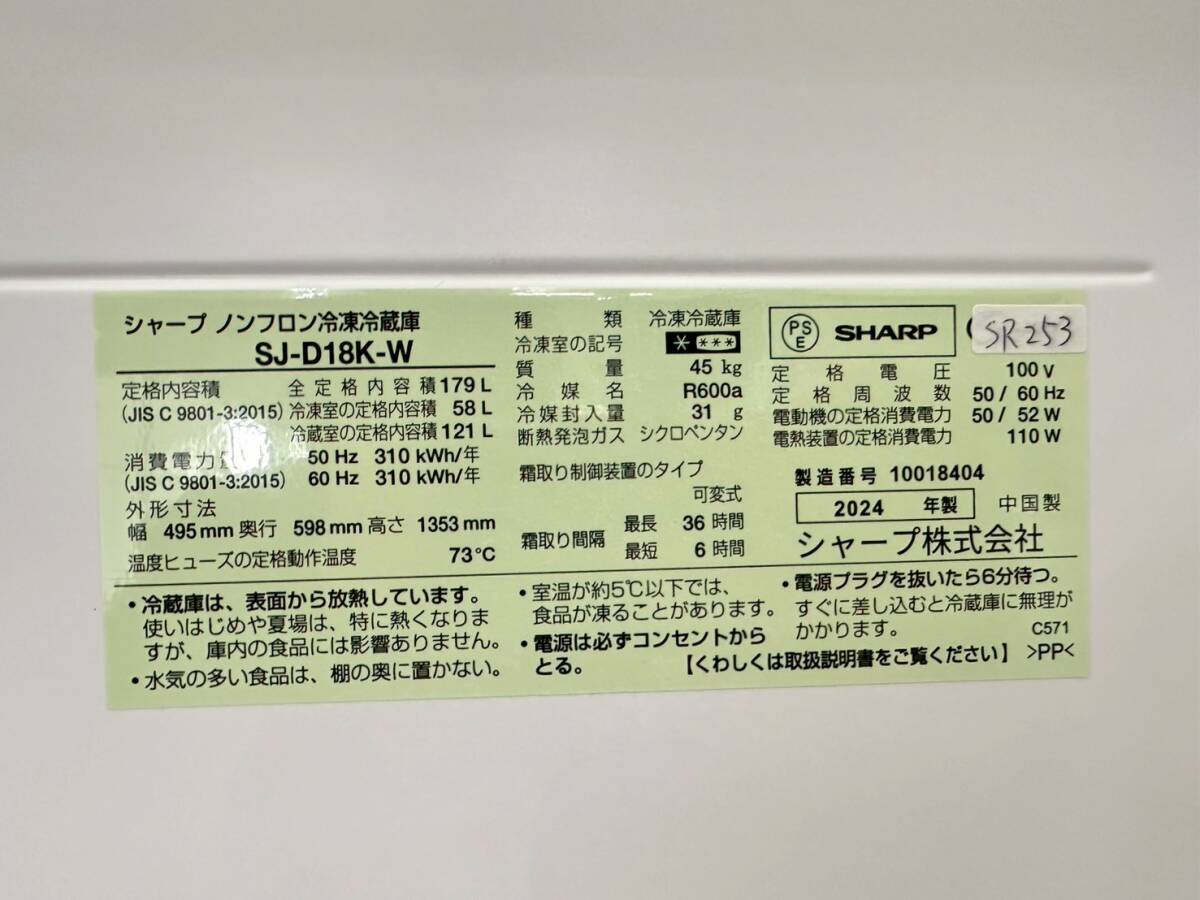 シャープ ノンフロン冷凍冷蔵庫
SJ-D18K-W
定格内容積 全定格内容積 179 L
(JIS C 9801-3:2015) 冷凍室の定格内容積 58 L
冷蔵室の定格内容積 121 L
消費電力量 50 Hz 310 kWh/年
(JIS C 9801-3:2015) 60 Hz 310 kWh/年
外形寸法
幅 495 mm 奥行 598 mm 高さ 1353 mm
温度ヒューズの定格動作温度 73℃
種類 冷凍冷蔵庫
冷凍室の記号 * ***
質量 45 kg
冷媒名 R600a
冷媒封入量 31 g
断熱発泡ガス シクロペンタン
霜取り制御装置のタイプ
可変式
霜取り間隔 最長 36 時間
最短 6 時間
PSE SHARP
SR253
定格電圧 100 V
定格周波数 50 / 60 Hz
電動機の定格消費電力 50 / 52 W
電熱装置の定格消費電力 110 W
製造番号 10018404
2024 年製 中国製
シャープ株式会社
・冷蔵庫は、表面から放熱しています。
使いはじめや夏場は、特に熱くなりま
すが、庫内の食品には影響ありません。
・水気の多い食品は、棚の奥に置かない。
・室温が約5℃以下では、
食品が凍ることがあります。
・電源は必ずコンセントから
とる。
・電源プラグを抜いたら6分待つ。
すぐに差し込むと冷蔵庫に無理が
かかります。 C571
【くわしくは取扱説明書をご覧ください】 >PP<